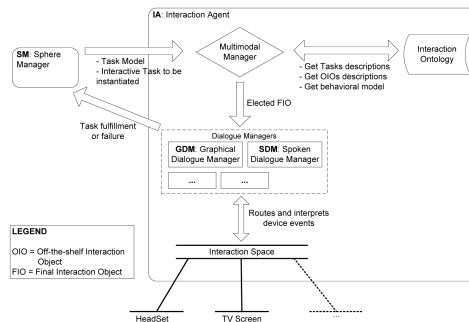 IA: Interaction Agent
SM: Sphere
Manager
- Task Model
- Interactive Task to be
instantiated
Multimodal
Manager
- Get Tasks descriptions
- Get OIOs descriptions
- Get behavioral model
Interaction
Ontology
Task fulfillment
or failure
Elected FIO
Dialogue Managers
GDM: Graphical
Dialogue Manager
SDM: Spoken
Dialogue Manager
...
...
Routes and interprets
device events
LEGEND
OIO = Off-the-shelf Interaction
Object
FIO = Final Interaction Object
Interaction Space
HeadSet
TV Screen
...